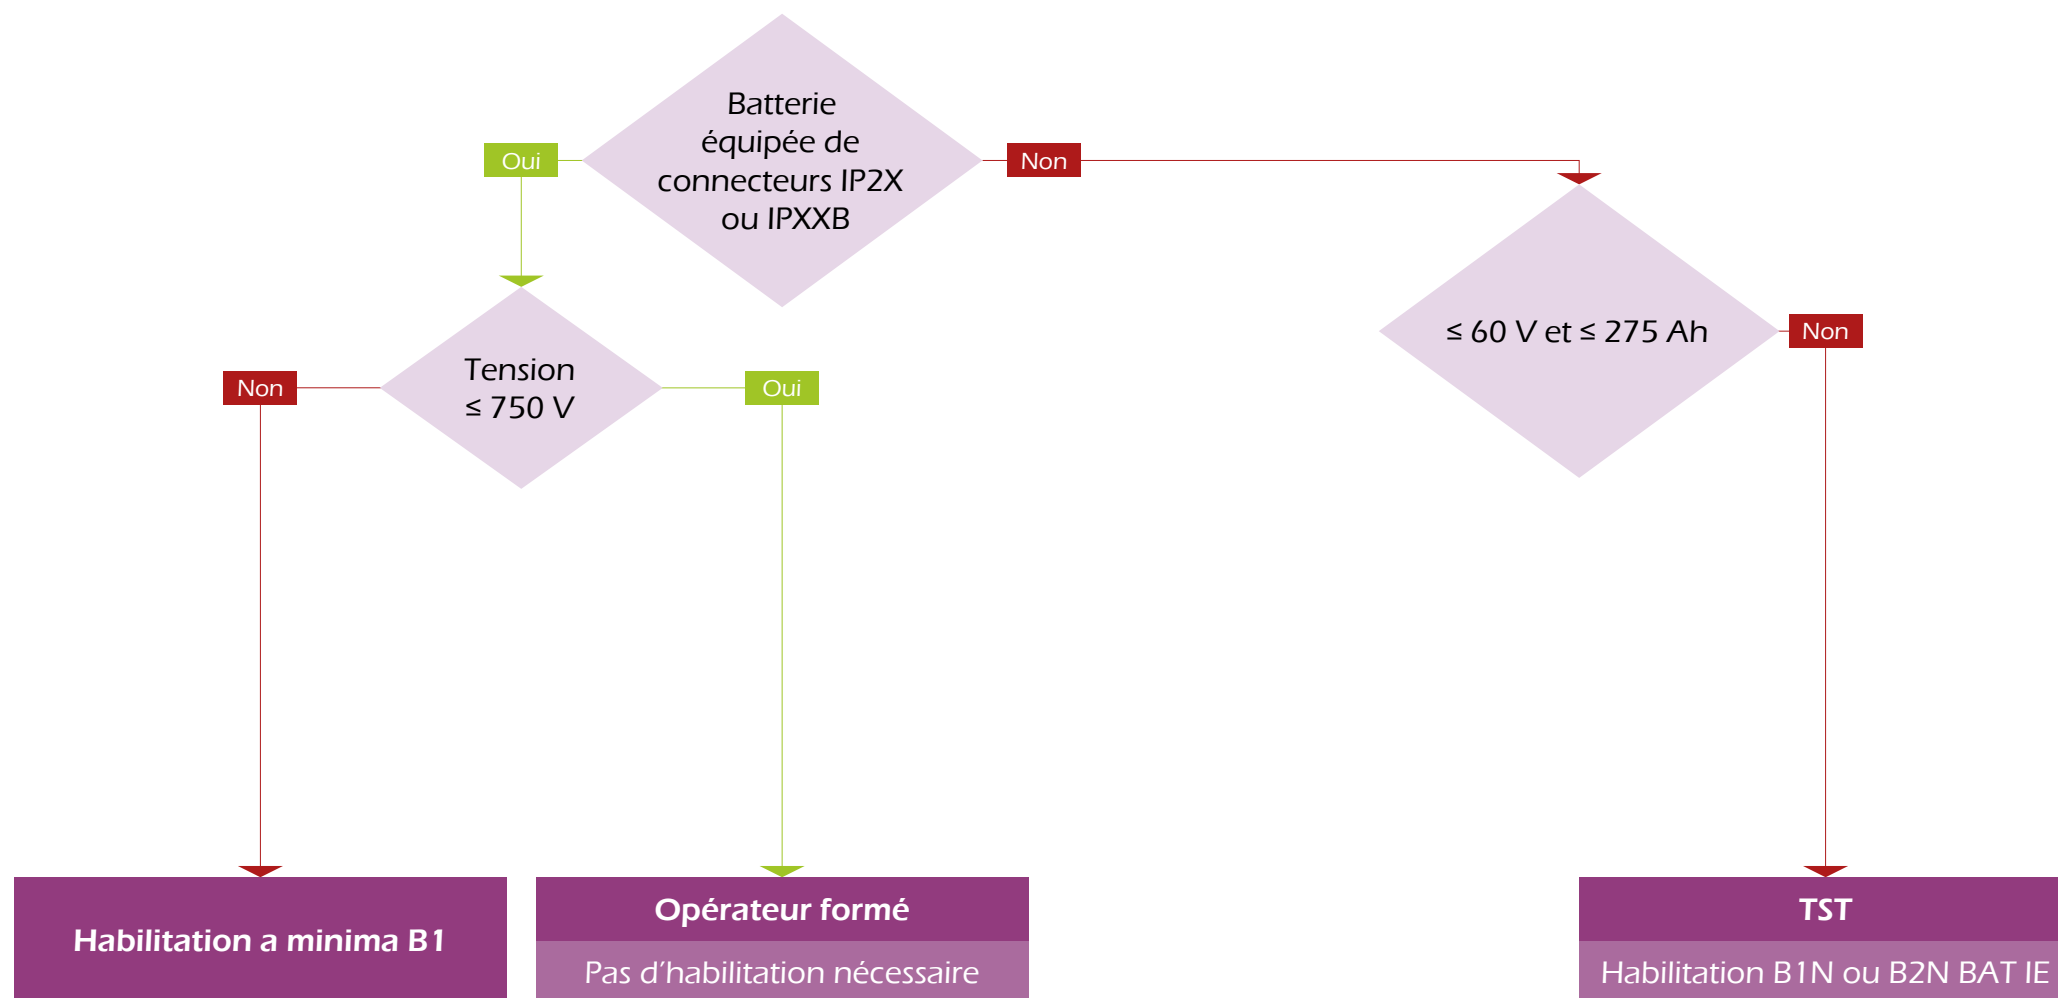 Batterie
équipée de
connecteurs IP2X
ou IPXXB
Oui
Non
≤ 60 V et ≤ 275 Ah
Non
Tension
≤ 750 V
Non
Oui
Habilitation a minima B1
Opérateur formé
Pas d’habilitation nécessaire
TST
Habilitation B1N ou B2N BAT IE